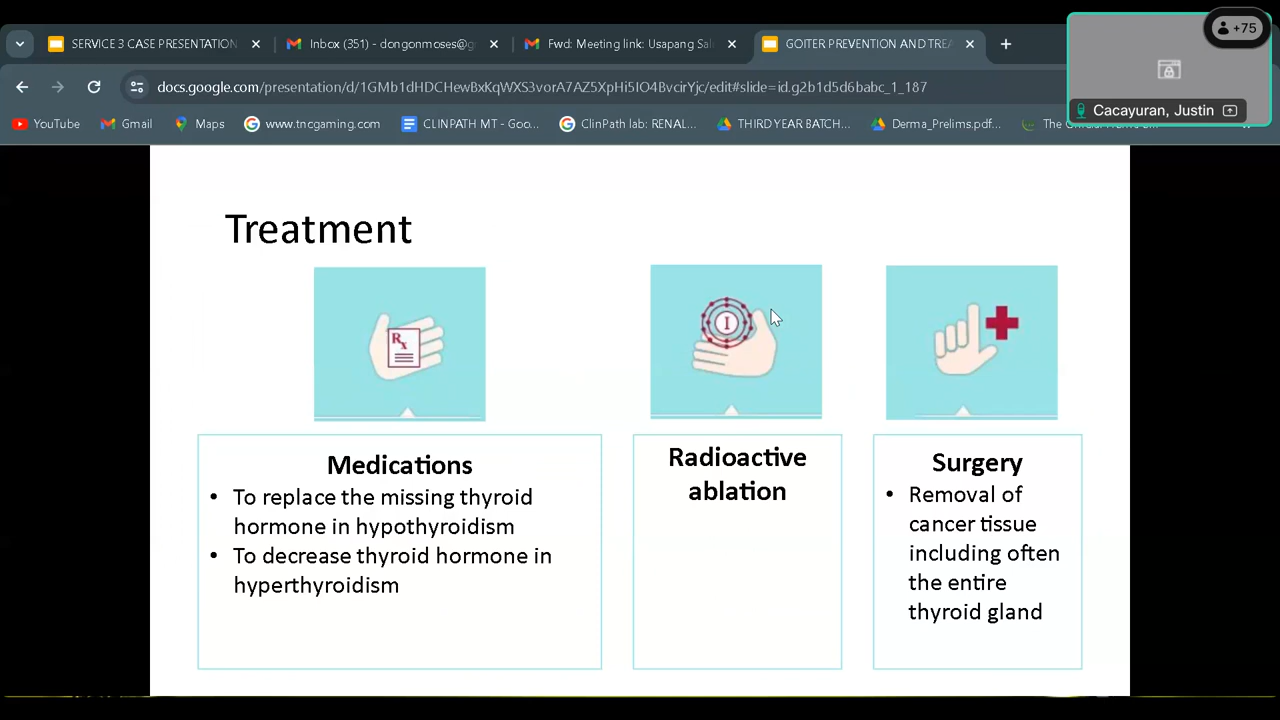 SERVICE 3 CASE PRESENTATION
Inbox (351) - dongonmoses@g
Fwd: Meeting link: Usapang Sal
GOITER PREVENTION AND TREA
+75
docs.google.com/presentation/d/1GMb1dHDCHewBxKqWXS3vorA7AZ5XpHi5IO4BvcirYjc/edit#slide=id.g2b1d5d6babc_1_187
Cacayuran, Justin
YouTube
Gmail
Maps
www.tncgaming.com
CLINPATH MT - Goo...
ClinPath lab: RENAL...
THIRD YEAR BATCH...
Derma_Prelims.pdf...
Treatment
Rx
I
Medications
• To replace the missing thyroid
hormone in hypothyroidism
• To decrease thyroid hormone in
hyperthyroidism
Radioactive
ablation
Surgery
• Removal of
cancer tissue
including often
the entire
thyroid gland